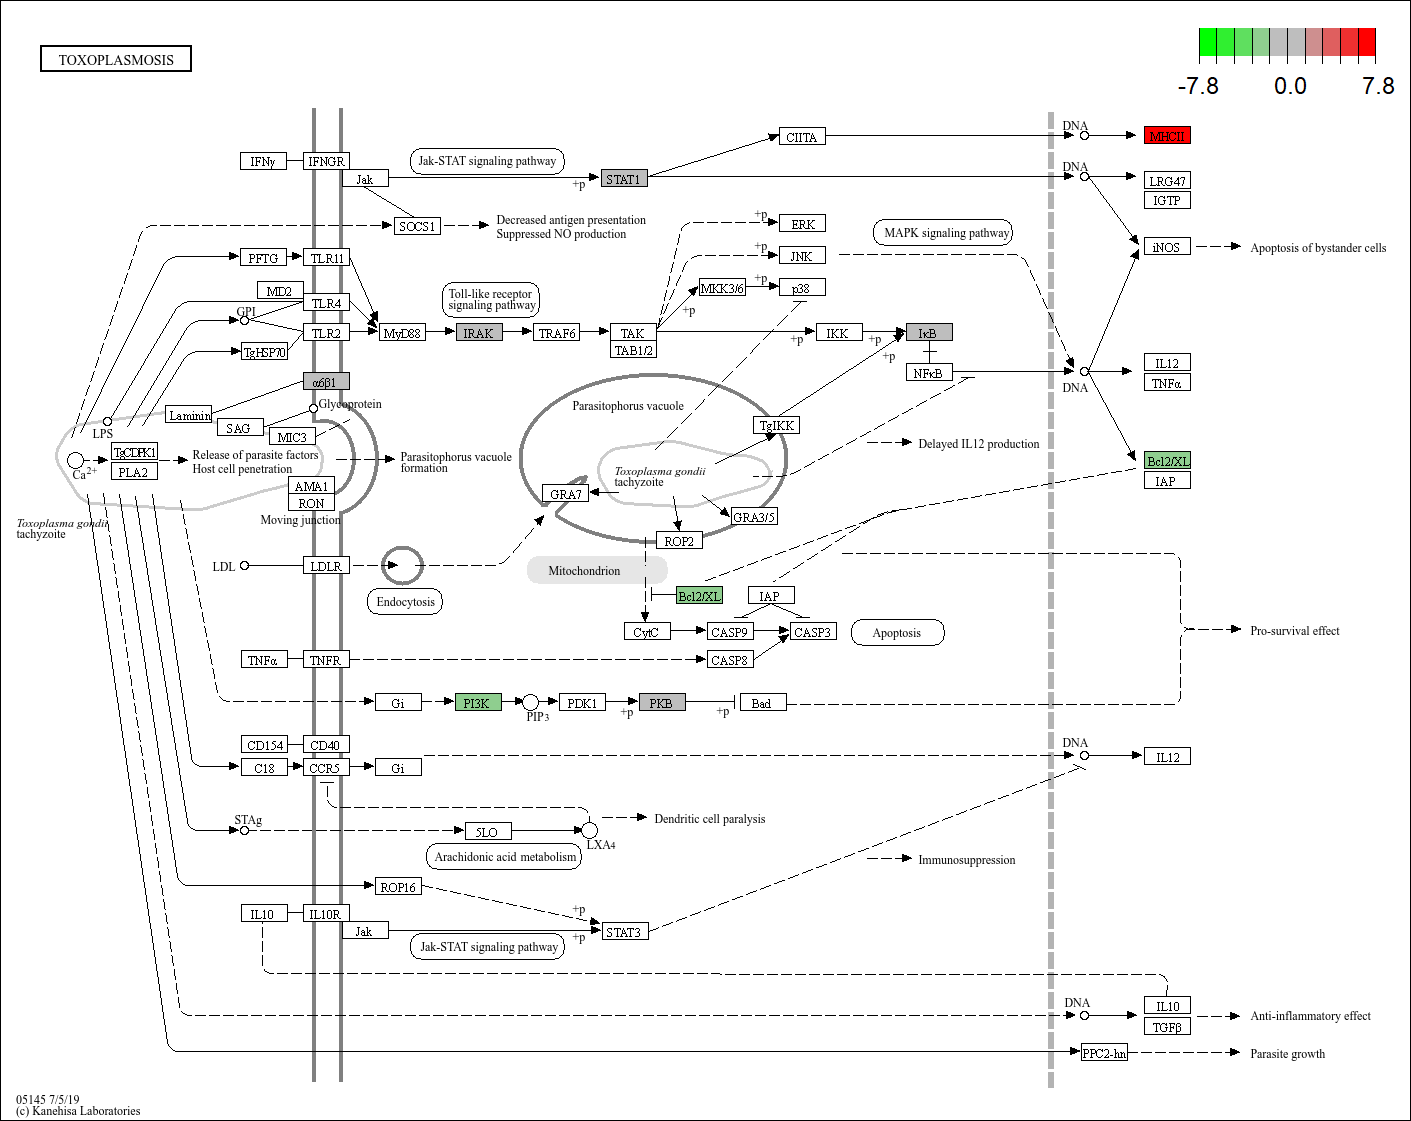 TOXOPLASMOSIS
-7.8 0.0 7.8
DNA
CIITA
MHCII
IFNγ
IFNGR
Jak-STAT signaling pathway
DNA
Jak
+p
STAT1
LRG47
IGTP
SOCS1
Decreased antigen presentation
Suppressed NO production
+p
ERK
MAPK signaling pathway
iNOS
Apoptosis of bystander cells
PFTG
TLR11
+p
JNK
MD2
TLR4
Toll-like receptor
signaling pathway
MKK3/6
+p
p38
+p
GPI
TLR2
MyD88
IRAK
TRAF6
TAK
TAB1/2
+p
IKK
+p
IκB
+p
TgHSP70
NFκB
DNA
IL12
TNFα
α6β1
Laminin
Glycoprotein
SAG
MIC3
LPS
Parasitophorus vacuole
TgIKK
Delayed IL12 production
Ca2+
TgCDPK1
PLA2
Release of parasite factors
Host cell penetration
Parasitophorus vacuole
formation
Toxoplasma gondii
tachyzoite
Bcl2/XL
IAP
AMA1
RON
Moving junction
GRA7
GRA3/5
ROP2
Toxoplasma gondii
tachyzoite
LDL
LDLR
Endocytosis
Mitochondrion
Bcl2/XL
IAP
CytC
CASP9
CASP3
Apoptosis
Pro-survival effect
TNFα
TNFR
CASP8
Gi
PI3K
PIP3
PDK1
+p
PKB
+p
Bad
CD154
CD40
C18
CCR5
Gi
DNA
IL12
STAg
5LO
LXA4
Dendritic cell paralysis
Arachidonic acid metabolism
Immunosuppression
ROP16
IL10
IL10R
Jak
+p
+p
STAT3
Jak-STAT signaling pathway
DNA
IL10
TGFβ
Anti-inflammatory effect
PPC2-hn
Parasite growth
05145 7/5/19
(c) Kanehisa Laboratories